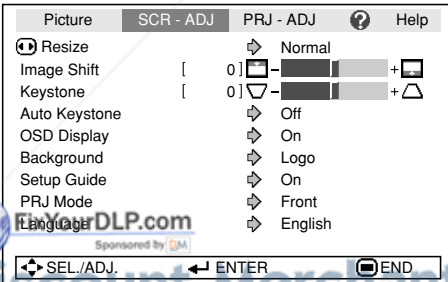 Picture SCR - ADJ PRJ - ADJ ? Help
Resize Normal
Image Shift [ 0 ] - +
Keystone [ 0 ] - +
Auto Keystone Off
OSD Display On
Background Logo
Setup Guide On
PRJ Mode Front
Language English
FixYourDLP.com
Sponsored by DM
SEL./ADJ. ENTER END